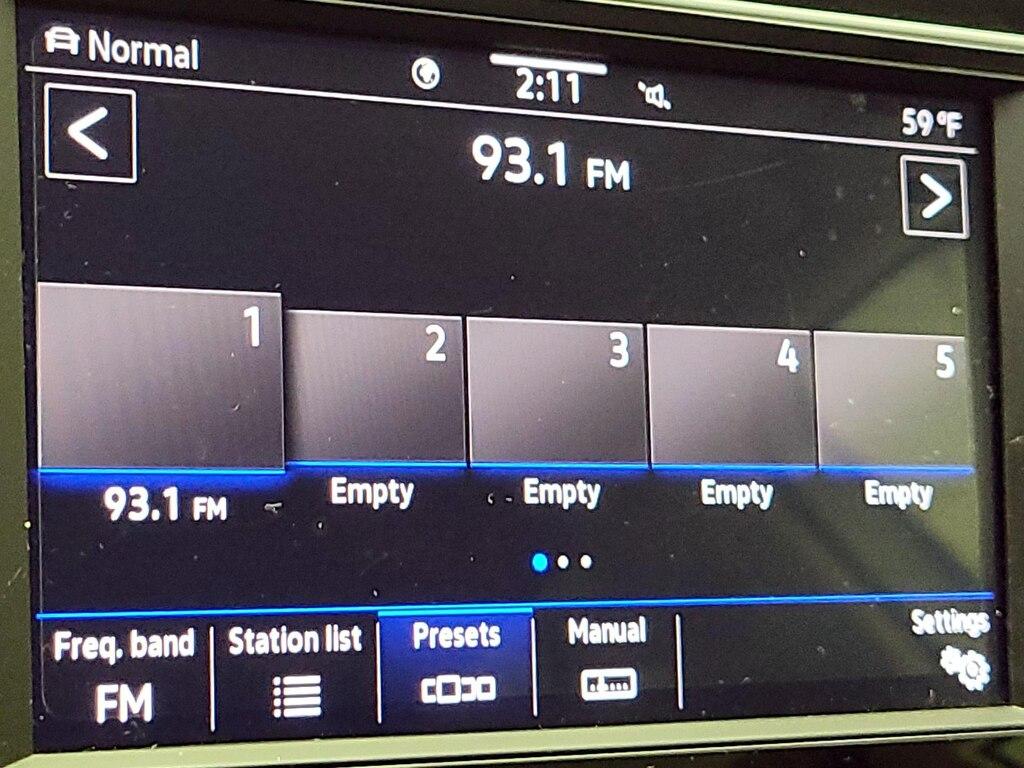 Normal
2:11
59°F
<
93.1 FM
>
1
2
3
4
5
93.1 FM
Empty
Empty
Empty
Empty
Freq. band
Station list
Presets
Manual
Settings
FM